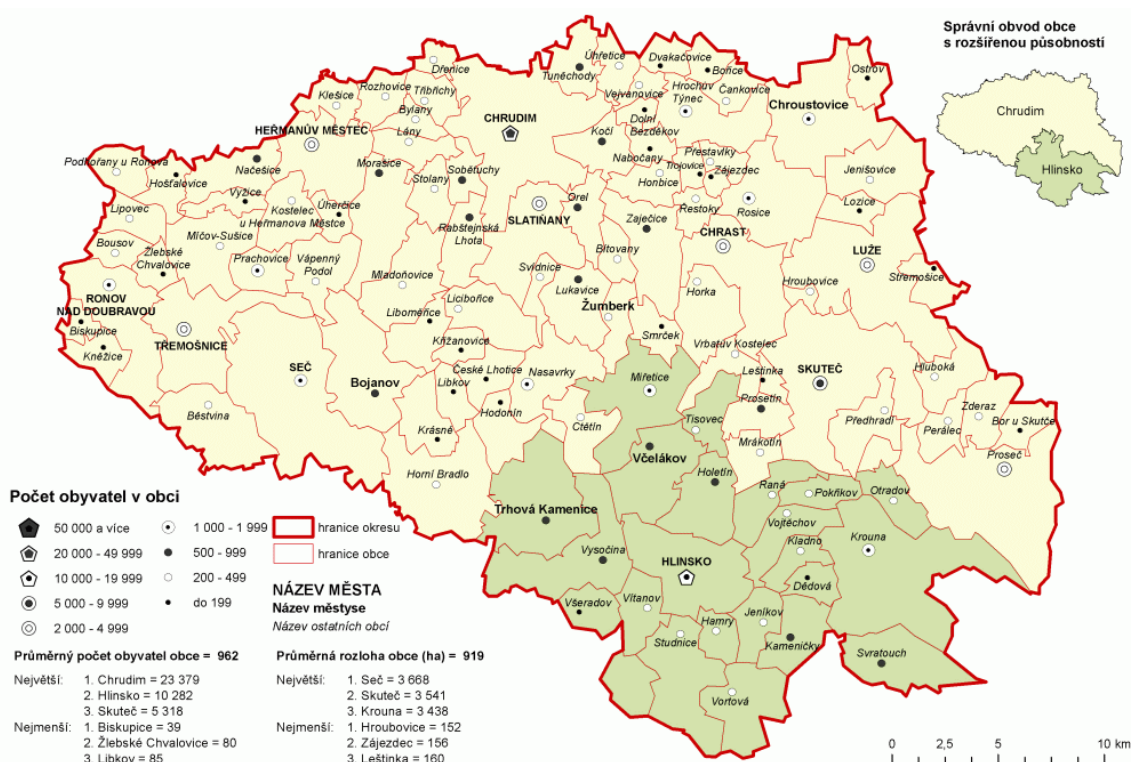 Správní obvod obce
s rozšířenou působností
Chrudim
Hlinsko
Dřenice
Úhřetice
Dvakačovice
Bořice
Ostrov
Tuněchody
Klešice
Rozhovice
Třibřichy
Bylany
Vejvanovice
Hrochův
Týnec
Čankovice
Chroustovice
CHRUDIM
HEŘMANŮV MĚSTEC
Lány
Kočí
Dolní
Bezděkov
Nabočany
Přestavlky
Trojovice
Zájezdec
Podhořany u Ronova
Hošťalovice
Načešice
Morašice
Stolany
Sobětuchy
Honbice
Jenišovice
Vyžice
Kostelec
u Heřmanova Městce
Úherčice
Rabštejnská
Lhota
SLATIŇANY
Orel
Zaječice
Řestoky
Rosice
Lozice
Lipovec
Míčov-Sušice
Bousov
Žlebské
Chvalovice
Prachovice
Vápenný
Podol
Mladoňovice
Bítovany
CHRAST
LUŽE
Stremošice
Svídnice
Lukavice
Horka
Hroubovice
RONOV
NAD DOUBRAVOU
Biskupice
Kněžice
TŘEMOŠNICE
Licibořice
Liboměřice
Žumberk
Smrček
Křižanovice
Vrbatův Kostelec
SEČ
Bojanov
České Lhotice
Libkov
Nasavrky
Hodonín
Miřetice
Leštinka
Prosetín
SKUTEČ
Hluboká
Běstvina
Krásné
Ctětín
Tisovec
Předhradí
Zderaz
Perálec
Bor u Skutče
Mrákotín
Včelákov
Proseč
Horní Bradlo
Holetín
Raná
Pokřikov
Otradov
Trhová Kamenice
Vojtěchov
Krouna
Vysočina
HLINSKO
Kladno
Dědová
Všeradov
Vítanov
Jeníkov
Hamry
Studnice
Kameničky
Svratouch
Vortová
Počet obyvatel v obci
50 000 a více
20 000 - 49 999
10 000 - 19 999
5 000 - 9 999
2 000 - 4 999
1 000 - 1 999
500 - 999
200 - 499
do 199
hranice okresu
hranice obce
NÁZEV MĚSTA
Název městyse
Název ostatních obcí
Průměrný počet obyvatel obce = 962
Největší: 1. Chrudim = 23 379
2. Hlinsko = 10 282
3. Skuteč = 5 318
Nejmenší: 1. Biskupice = 39
2. Žlebské Chvalovice = 80
3. Libkov = 85
Průměrná rozloha obce (ha) = 919
Největší: 1. Seč = 3 668
2. Skuteč = 3 541
3. Krouna = 3 438
Nejmenší: 1. Hroubovice = 152
2. Zájezdec = 156
3. Leštinka = 160
0 2,5 5 10 km